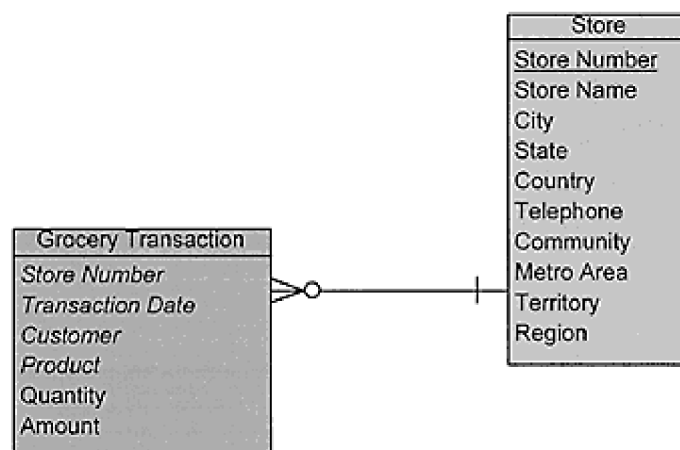 Store
Store Number
Store Name
City
State
Country
Telephone
Community
Metro Area
Territory
Region
Grocery Transaction
Store Number
Transaction Date
Customer
Product
Quantity
Amount